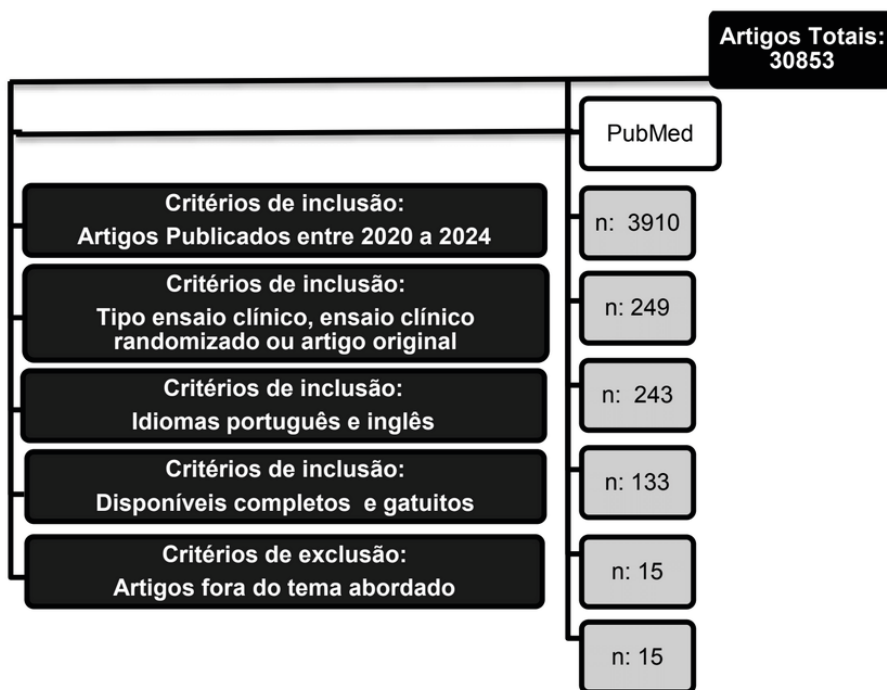 Artigos Totais:
30853
PubMed
Critérios de inclusão:
Artigos Publicados entre 2020 a 2024
n: 3910
Critérios de inclusão:
Tipo ensaio clínico, ensaio clínico
randomizado ou artigo original
n: 249
Critérios de inclusão:
Idiomas português e inglês
n: 243
Critérios de inclusão:
Disponíveis completos e gatuitos
n: 133
Critérios de exclusão:
Artigos fora do tema abordado
n: 15
n: 15